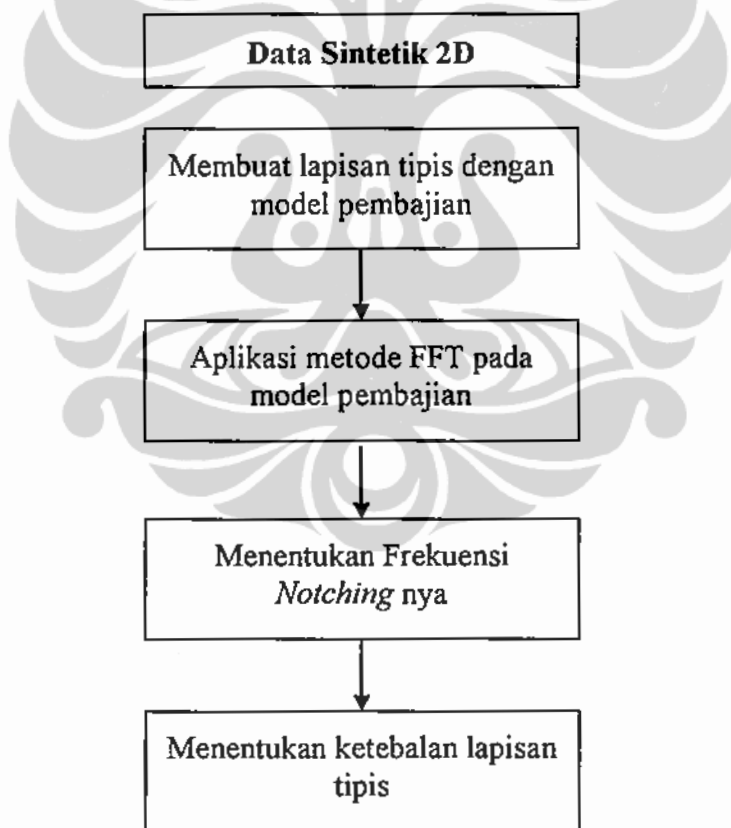 Data Sintetik 2D
Membuat lapisan tipis dengan
model pembajian
Aplikasi metode FFT pada
model pembajian
Menentukan Frekuensi
Notching nya
Menentukan ketebalan lapisan
tipis